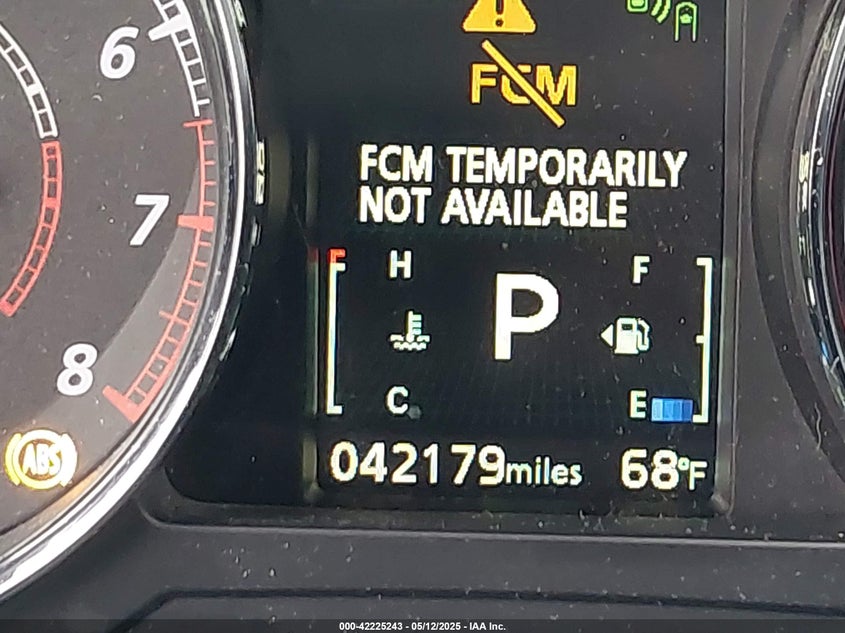 6
FCM
FCM TEMPORARILY
NOT AVAILABLE
7
H P F
8
C E
ABS
042179miles 68°F
000-42225243 - 05/12/2025 - IAA Inc.